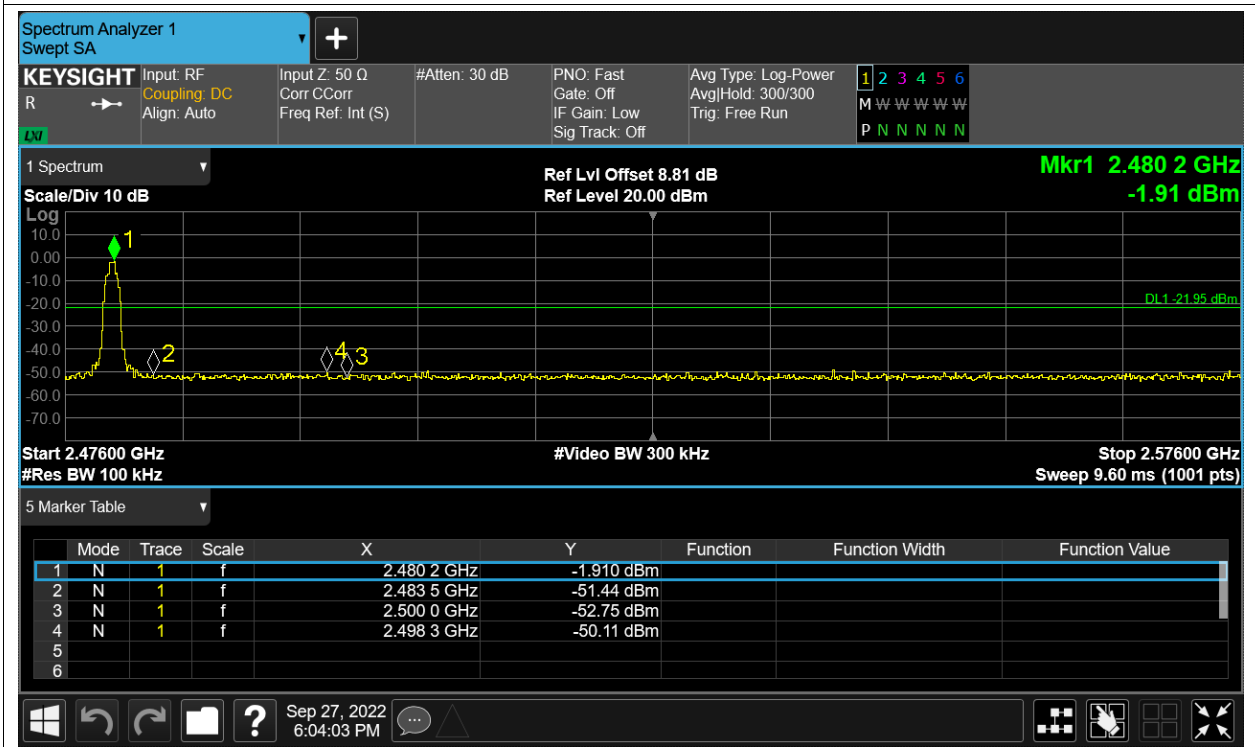 Spectrum Analyzer 1
Swept SA
KEYSIGHT Input: RF Input Z: 50 Ω #Atten: 30 dB PNO: Fast Avg Type: Log-Power 1 2 3 4 5 6
R Coupling: DC Corr CCorr Gate: Off Avg|Hold: 300/300 M W W W W W
Align: Auto Freq Ref: Int (S) IF Gain: Low Trig: Free Run
LXI Sig Track: Off P N N N N N
1 Spectrum Ref Lvl Offset 8.81 dB Mkr1 2.480 2 GHz
Scale/Div 10 dB Ref Level 20.00 dBm -1.91 dBm
Log
10.0
1
0.00
-10.0
DL1 -21.95 dBm
-20.0
-30.0
-40.0
2 4 3
-50.0
-60.0
-70.0
Start 2.47600 GHz #Video BW 300 kHz Stop 2.57600 GHz
#Res BW 100 kHz Sweep 9.60 ms (1001 pts)
5 Marker Table
Mode Trace Scale X Y Function Function Width Function Value
1 N 1 f 2.480 2 GHz -1.910 dBm
2 N 1 f 2.483 5 GHz -51.44 dBm
3 N 1 f 2.500 0 GHz -52.75 dBm
4 N 1 f 2.498 3 GHz -50.11 dBm
5
6
? Sep 27, 2022
6:04:03 PM